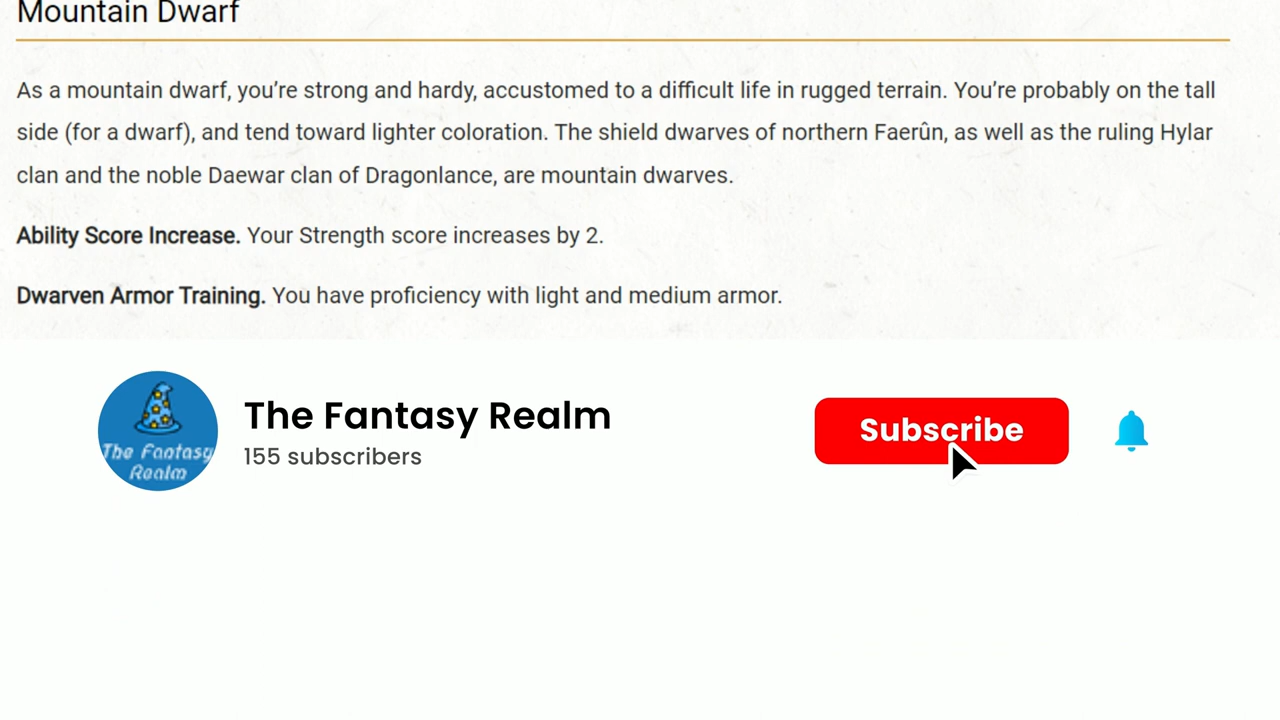 Mountain Dwarf
As a mountain dwarf, you’re strong and hardy, accustomed to a difficult life in rugged terrain. You’re probably on the tall
side (for a dwarf), and tend toward lighter coloration. The shield dwarves of northern Faerûn, as well as the ruling Hylar
clan and the noble Daewar clan of Dragonlance, are mountain dwarves.
Ability Score Increase. Your Strength score increases by 2.
Dwarven Armor Training. You have proficiency with light and medium armor.
The Fantasy
Realm
The Fantasy Realm
155 subscribers
Subscribe